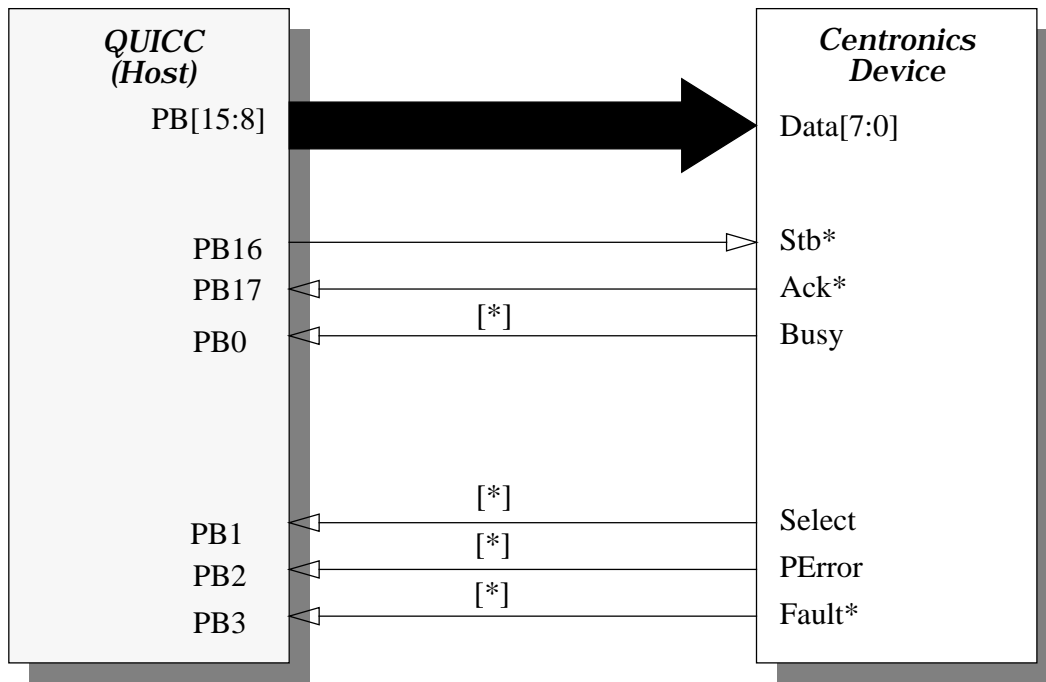 QUICC
(Host)
Centronics
Device
PB[15:8]
Data[7:0]
PB16
Stb*
PB17
Ack*
[*]
PB0
Busy
[*]
PB1
Select
[*]
PB2
PError
[*]
PB3
Fault*